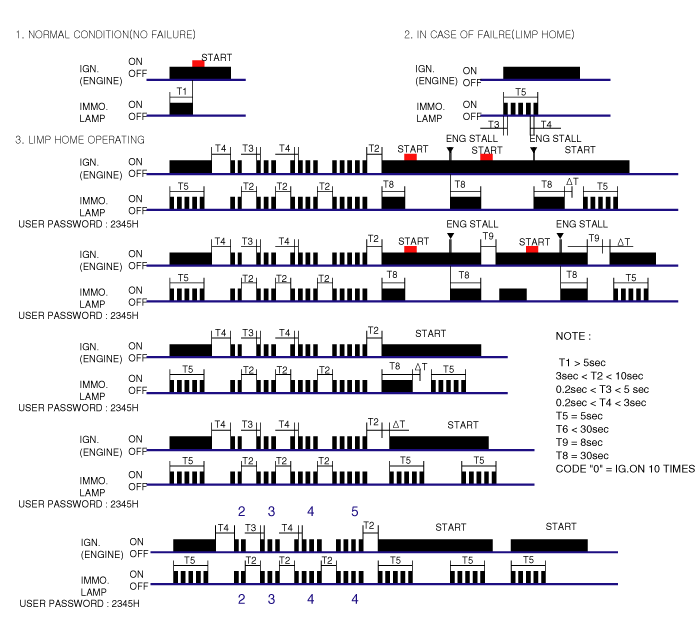 1. NORMAL CONDITION(NO FAILURE)
2. IN CASE OF FAILRE(LIMP HOME)
IGN. ON START
(ENGINE) OFF
T1
IMMO. ON
LAMP OFF
IGN. ON
(ENGINE) OFF
T5
IMMO. ON
LAMP OFF
T3 T4
3. LIMP HOME OPERATING
ENG STALL ENG STALL
T4 T3 T4 T2 START START START
IGN. ON
(ENGINE) OFF
T5 T2 T2 T2 T8 T8 T8 ΔT T5
IMMO. ON
LAMP OFF
USER PASSWORD : 2345H
ENG STALL ENG STALL
T4 T3 T4 T2 START T9 START T9 ΔT
IGN. ON
(ENGINE) OFF
T5 T2 T2 T2 T8 T8 T8 T5
IMMO. ON
LAMP OFF
USER PASSWORD : 2345H
T4 T3 T4 T2 START
IGN. ON
(ENGINE) OFF
T5 T2 T2 T2 T8 ΔT T5
IMMO. ON
LAMP OFF
USER PASSWORD : 2345H
T4 T3 T4 T2 ΔT START
IGN. ON
(ENGINE) OFF
T5 T2 T2 T2 T5 T5
IMMO. ON
LAMP OFF
USER PASSWORD : 2345H
2 3 4 5
T4 T3 T4 T2 START START
IGN. ON
(ENGINE) OFF
T5 T2 T2 T2 T5 T5 T5
IMMO. ON
LAMP OFF
USER PASSWORD : 2345H
2 3 4 4
NOTE :
T1 > 5sec
3sec < T2 < 10sec
0.2sec < T3 < 5 sec
0.2sec < T4 < 3sec
T5 = 5sec
T6 < 30sec
T9 = 8sec
T8 = 30sec
CODE "0" = IG.ON 10 TIMES